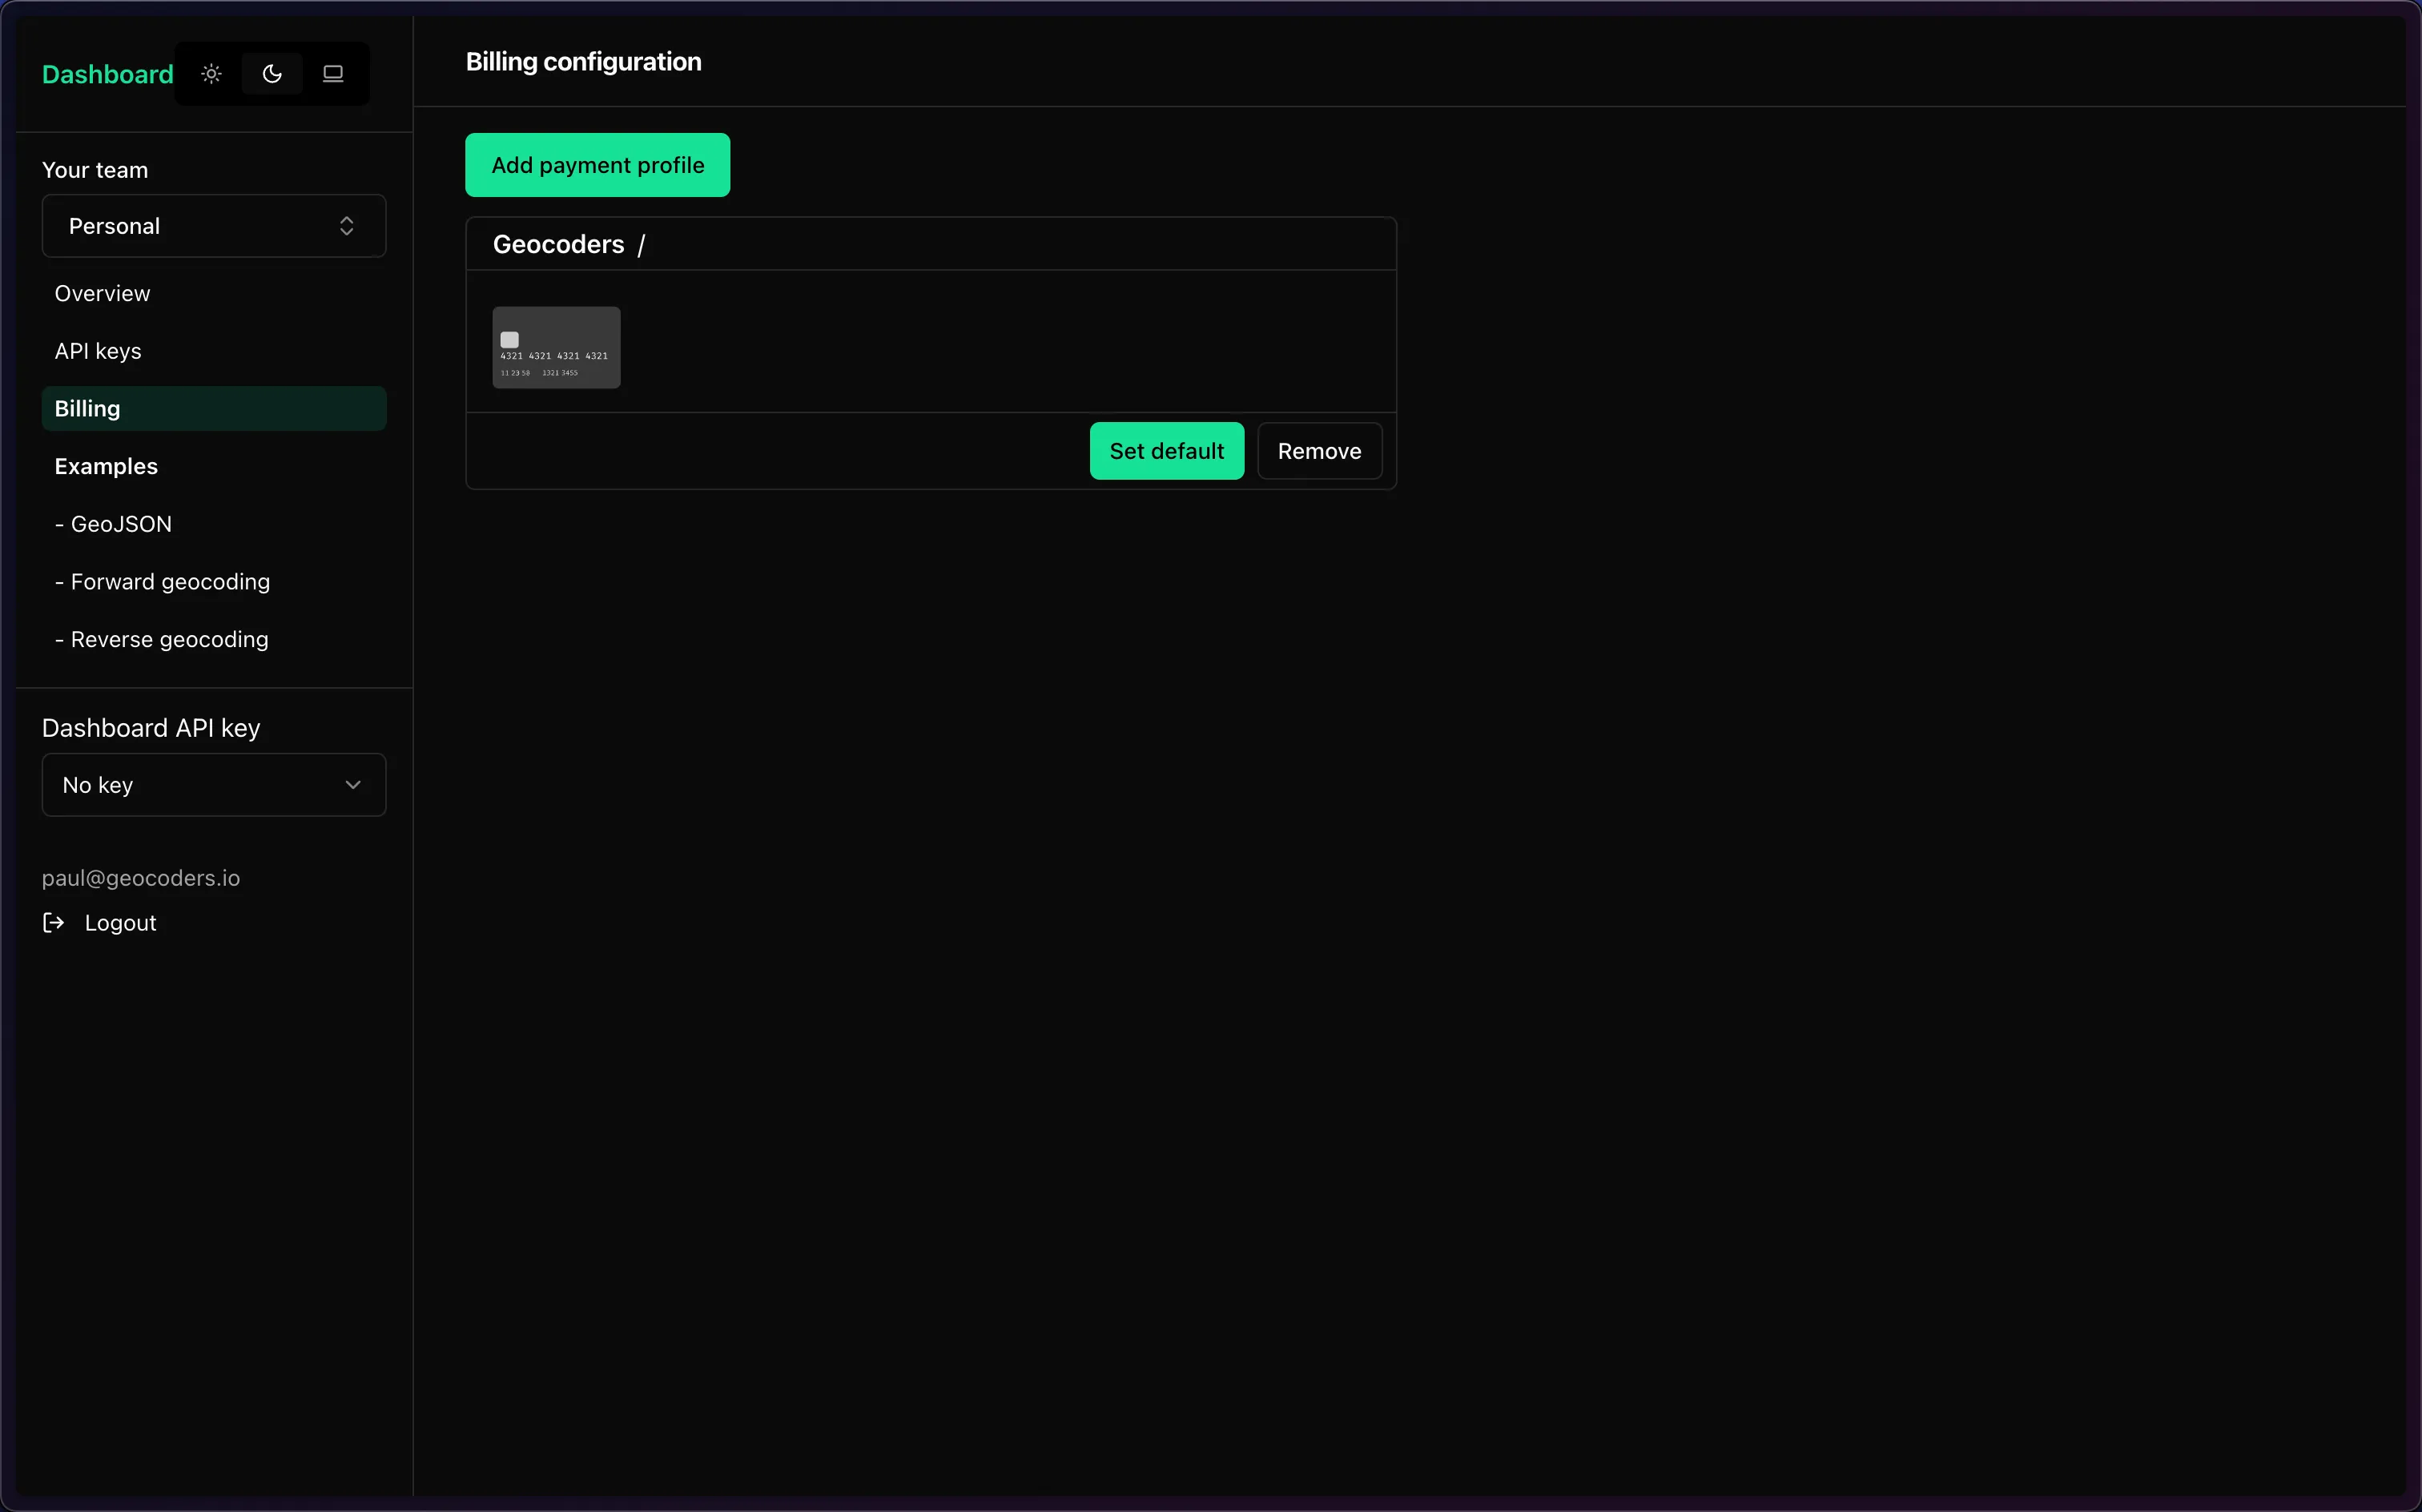 Dashboard
Your team
Personal
Overview
API keys
Billing
Examples
- GeoJSON
- Forward geocoding
- Reverse geocoding
Dashboard API key
No key
paul@geocoders.io
Logout
Billing configuration
Add payment profile
Geocoders /
4321 4321 4321 4321
11 23 58 1321 3455
Set default
Remove